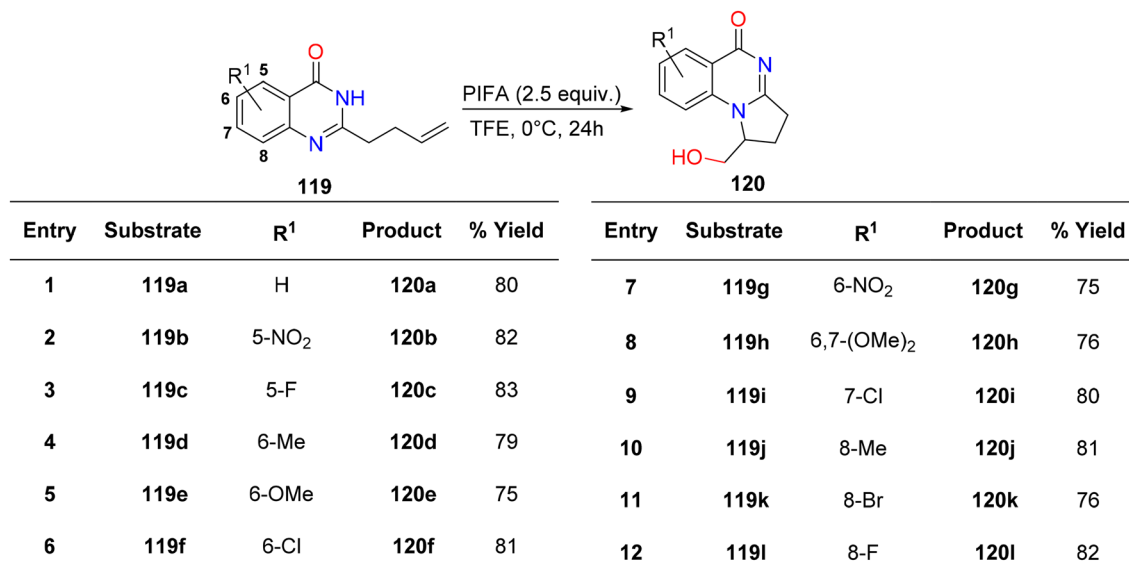 O
R¹
5
6
7
8
NH
N
119
PIFA (2.5 equiv.)
TFE, 0°C, 24h
O
R¹
N
N
HO
120
Entry Substrate R¹ Product % Yield
1 119a H 120a 80
2 119b 5-NO₂ 120b 82
3 119c 5-F 120c 83
4 119d 6-Me 120d 79
5 119e 6-OMe 120e 75
6 119f 6-Cl 120f 81
Entry Substrate R¹ Product % Yield
7 119g 6-NO₂ 120g 75
8 119h 6,7-(OMe)₂ 120h 76
9 119i 7-Cl 120i 80
10 119j 8-Me 120j 81
11 119k 8-Br 120k 76
12 119l 8-F 120l 82